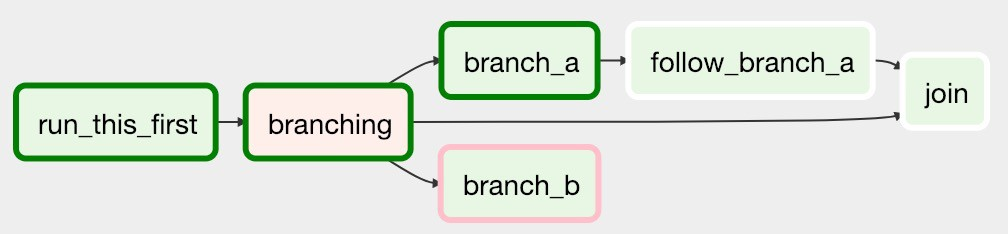 run_this_first
branching
branch_a
follow_branch_a
join
branch_b